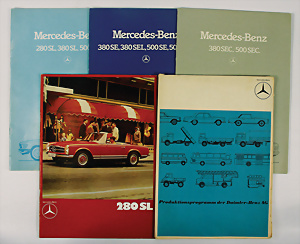 Mercedes-Be
280 SL, 380 SL, 500 S
Mercedes-Benz
380 SE, 380 SEL, 500 SE, 50
Mercedes-Benz
380 SEC, 500 SEC.
280 SL
Produktionsprogramm der Daimler-Benz AG